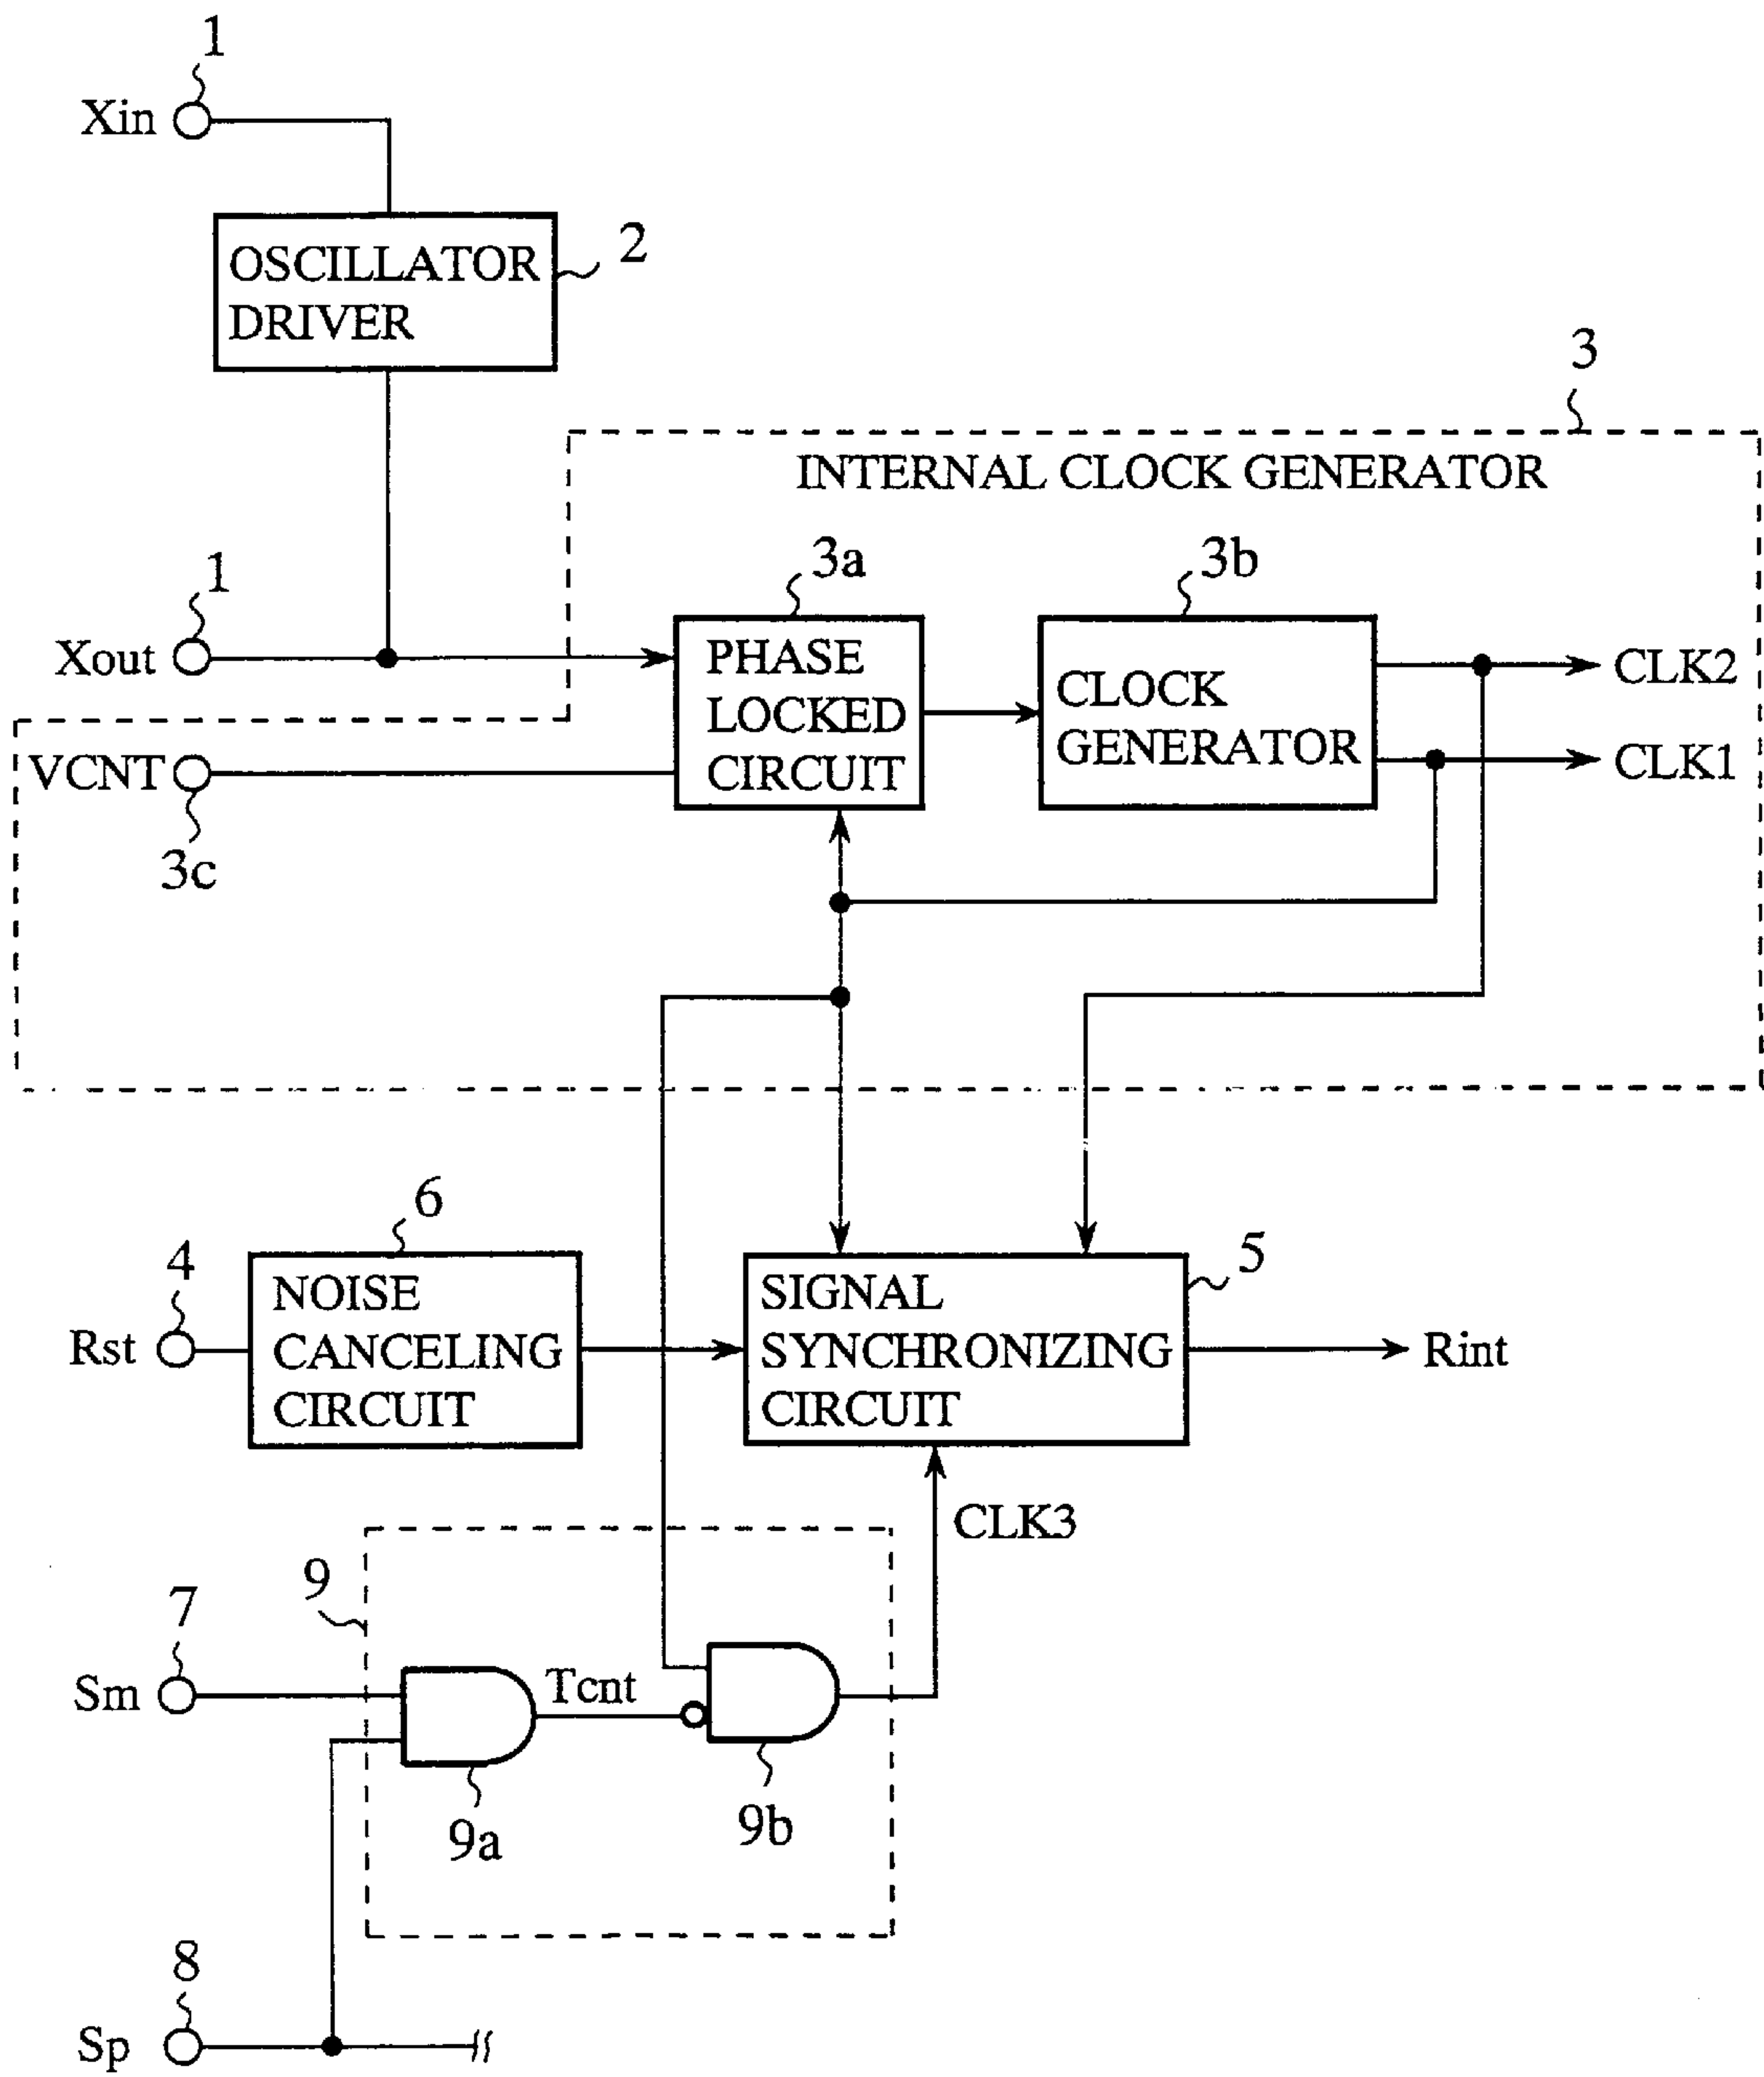 1
Xin
OSCILLATOR
DRIVER
2
3
INTERNAL CLOCK GENERATOR
1
Xout
3a
PHASE
LOCKED
CIRCUIT
3b
CLOCK
GENERATOR
CLK2
CLK1
VCNT
3c
6
4
Rst
NOISE
CANCELING
CIRCUIT
5
SIGNAL
SYNCHRONIZING
CIRCUIT
Rint
CLK3
9
7
Sm
Tcnt
9a
9b
8
Sp